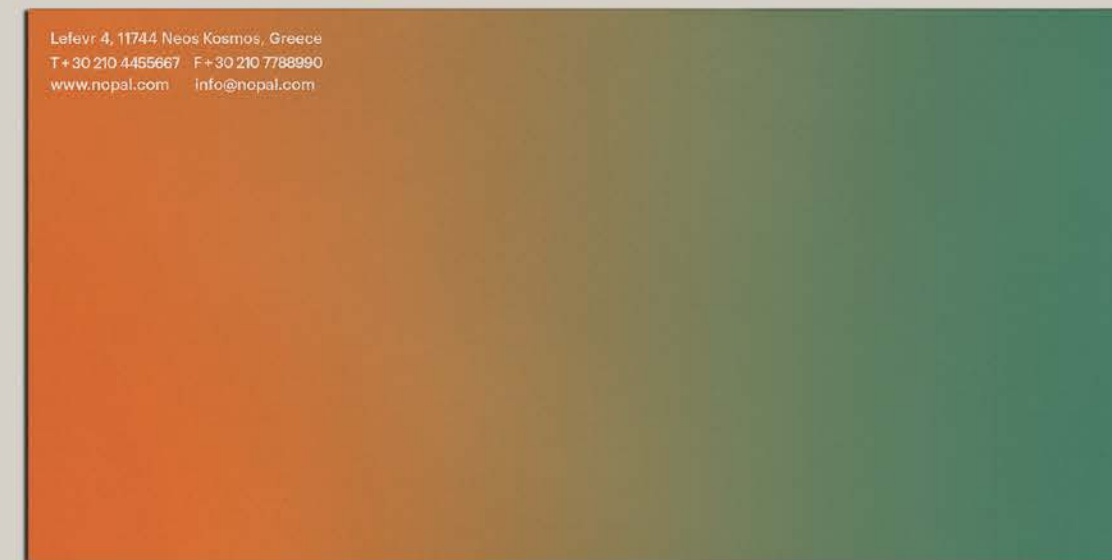 Lefevr 4, 11744 Neos Kosmos, Greece
T+30 210 4455667 F+30 210 7788990
www.nopal.com info@nopal.com